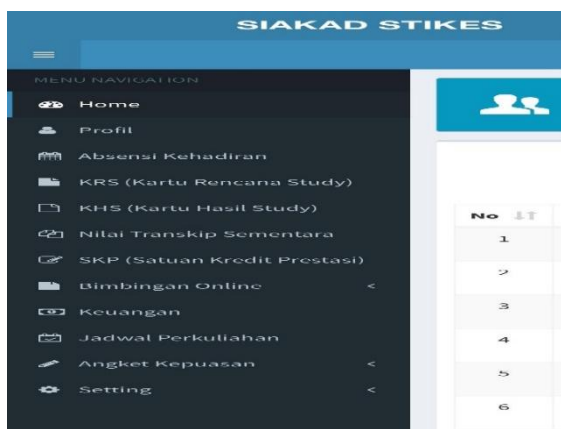 SIAKAD STIKES
MENU NAVIGATION
Home
Profil
Absensi Kehadiran
KRS (Kartu Rencana Study)
KHS (Kartu Hasil Study)
Nilai Transkip Sementara
SKP (Satuan Kredit Prestasi)
Bimbingan Online <
Keuangan
Jadwal Perkuliahan
Angket Kepuasan <
Setting <
No
1
2
3
4
5
6